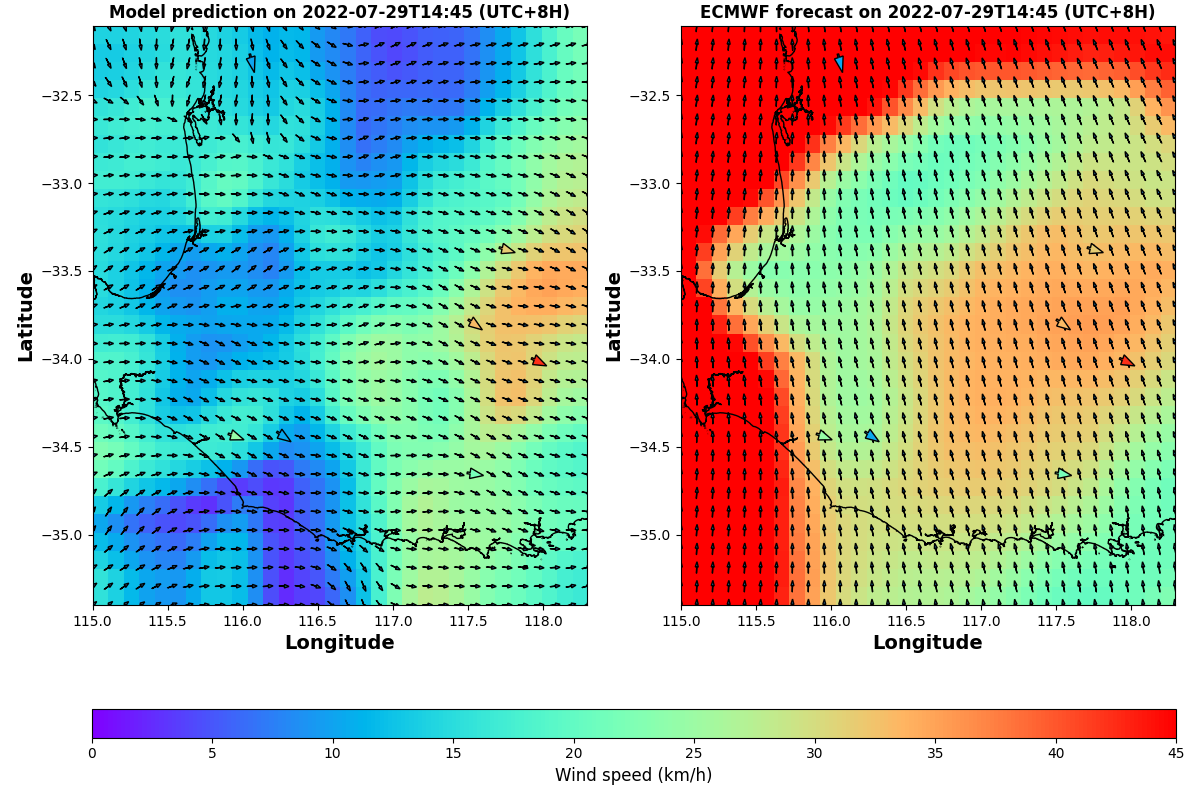 Model prediction on 2022-07-29T14:45 (UTC+8H)
ECMWF forecast on 2022-07-29T14:45 (UTC+8H)
−32.5
−33.0
−33.5
−34.0
−34.5
−35.0
Latitude
115.0 115.5 116.0 116.5 117.0 117.5 118.0
Longitude
−32.5
−33.0
−33.5
−34.0
−34.5
−35.0
Latitude
115.0 115.5 116.0 116.5 117.0 117.5 118.0
Longitude
0 5 10 15 20 25 30 35 40 45
Wind speed (km/h)